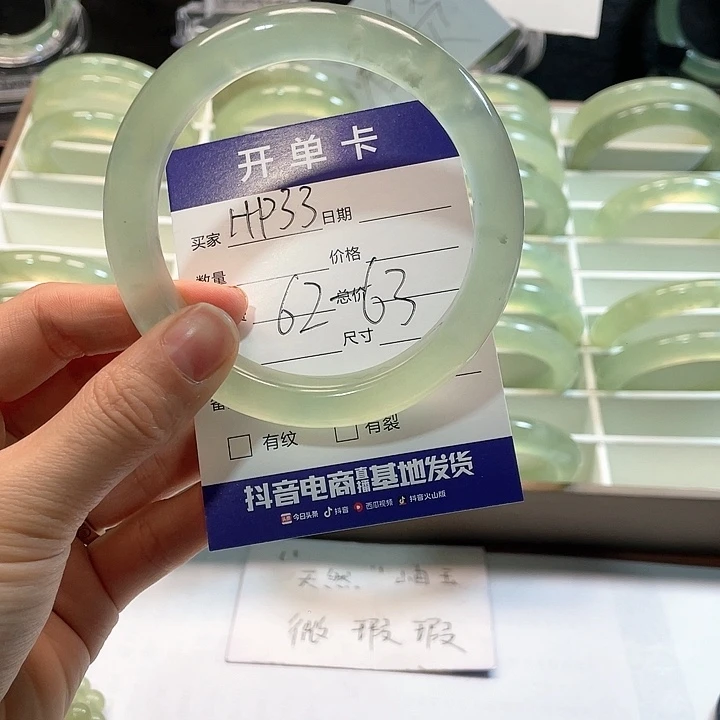 开单卡
买家 HP33 日期
数量 价格
62-63
总价
尺寸
有纹 有裂
抖音电商直播基地发货
今日头条 抖音 西瓜视频 抖音火山版
"天然"岫玉
微瑕瑕